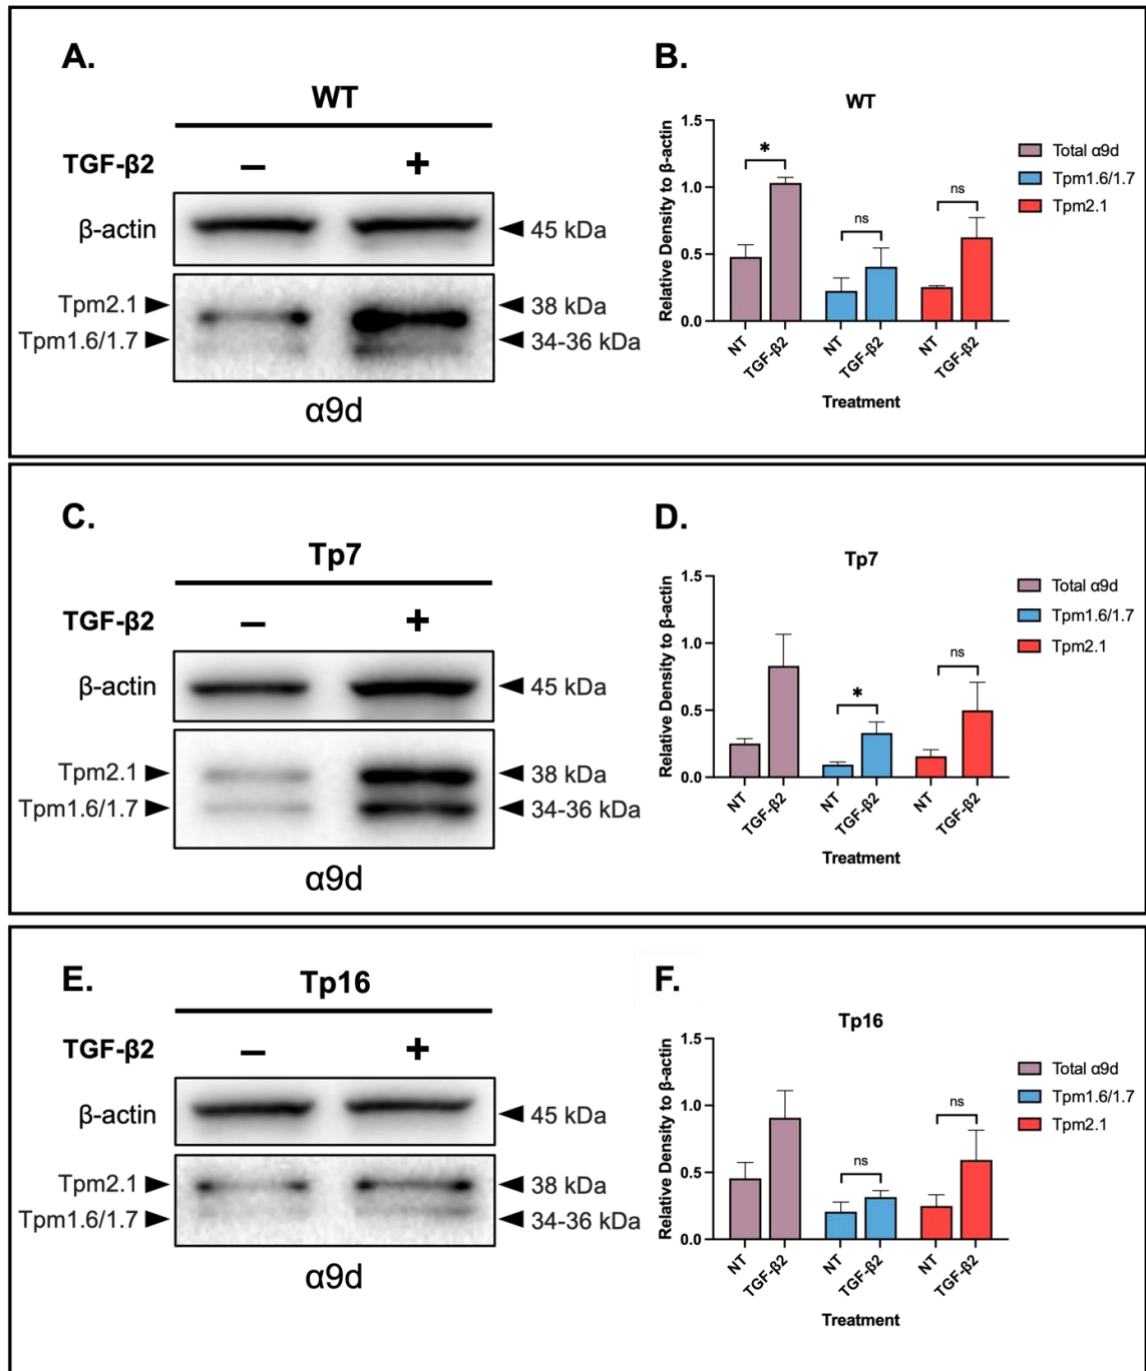 A.
WT
TGF-β2 – +
β-actin
45 kDa
Tpm2.1
38 kDa
Tpm1.6/1.7
34-36 kDa
α9d
B.
WT
Relative Density to β-actin
1.5
1.0
0.5
0.0
*
ns
ns
NT
TGF-β2
NT
TGF-β2
NT
TGF-β2
Treatment
Total α9d
Tpm1.6/1.7
Tpm2.1
C.
Tp7
TGF-β2 – +
β-actin
45 kDa
Tpm2.1
38 kDa
Tpm1.6/1.7
34-36 kDa
α9d
D.
Tp7
Relative Density to β-actin
1.5
1.0
0.5
0.0
*
ns
NT
TGF-β2
NT
TGF-β2
NT
TGF-β2
Treatment
Total α9d
Tpm1.6/1.7
Tpm2.1
E.
Tp16
TGF-β2 – +
β-actin
45 kDa
Tpm2.1
38 kDa
Tpm1.6/1.7
34-36 kDa
α9d
F.
Tp16
Relative Density to β-actin
1.5
1.0
0.5
0.0
ns
ns
NT
TGF-β2
NT
TGF-β2
NT
TGF-β2
Treatment
Total α9d
Tpm1.6/1.7
Tpm2.1